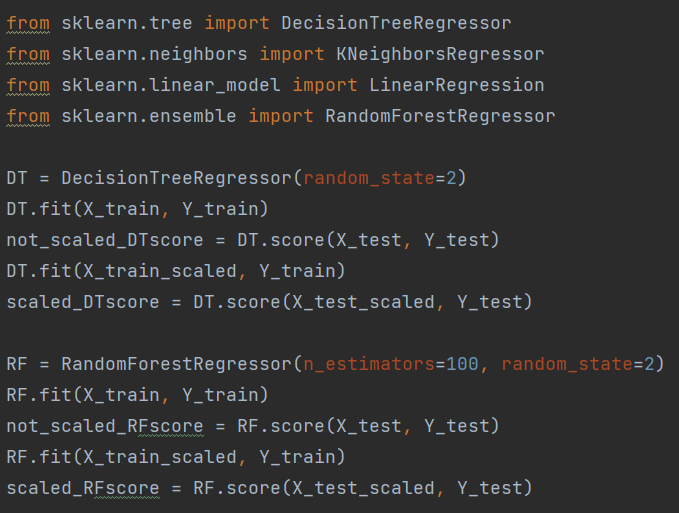 from sklearn.tree import DecisionTreeRegressor
from sklearn.neighbors import KNeighborsRegressor
from sklearn.linear_model import LinearRegression
from sklearn.ensemble import RandomForestRegressor
DT = DecisionTreeRegressor(random_state=2)
DT.fit(X_train, Y_train)
not_scaled_DTscore = DT.score(X_test, Y_test)
DT.fit(X_train_scaled, Y_train)
scaled_DTscore = DT.score(X_test_scaled, Y_test)
RF = RandomForestRegressor(n_estimators=100, random_state=2)
RF.fit(X_train, Y_train)
not_scaled_RFscore = RF.score(X_test, Y_test)
RF.fit(X_train_scaled, Y_train)
scaled_RFscore = RF.score(X_test_scaled, Y_test)